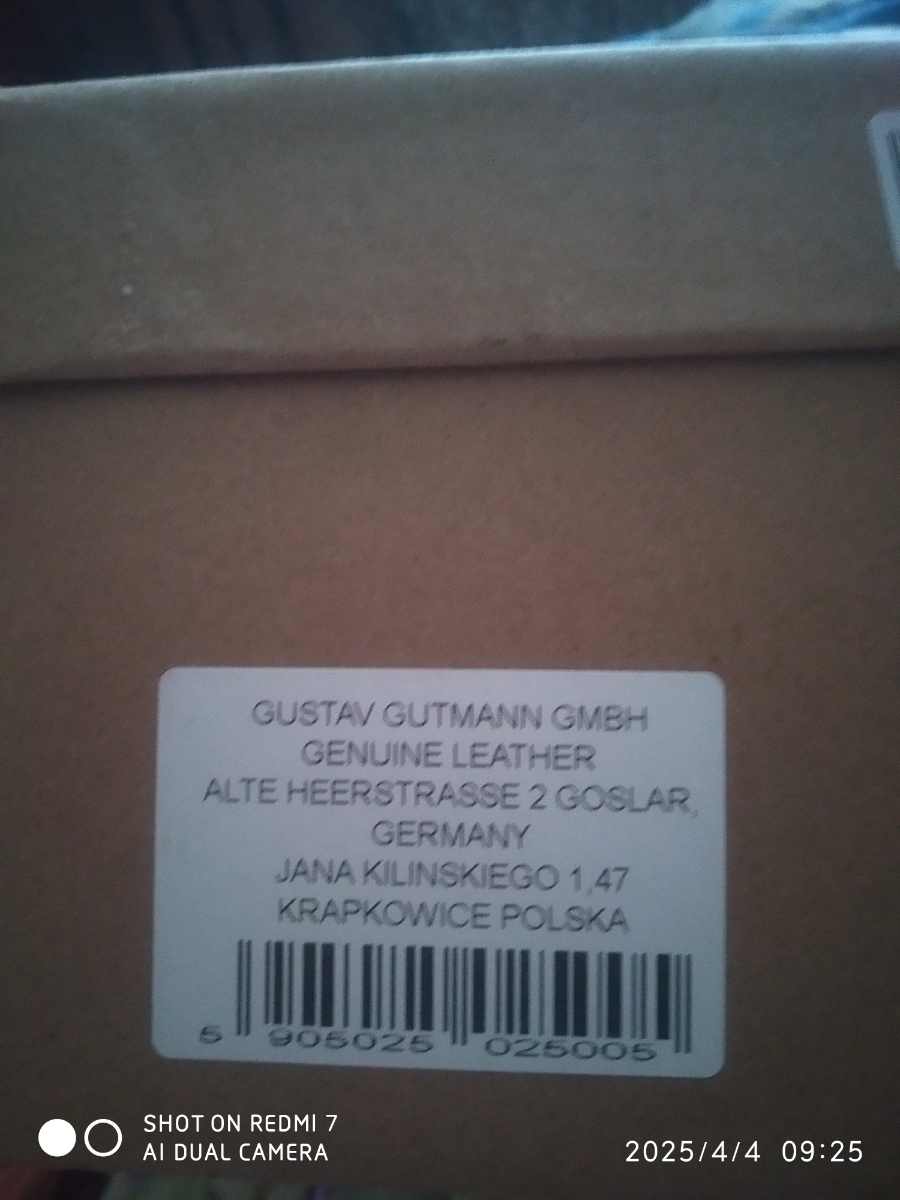 GUSTAV GUTMANN GMBH
GENUINE LEATHER
ALTE HEERSTRASSE 2 GOSLAR,
GERMANY
JANA KILINSKIEGO 1,47
KRAPKOWICE POLSKA
5 905025 025005
SHOT ON REDMI 7
AI DUAL CAMERA
2025/4/4 09:25